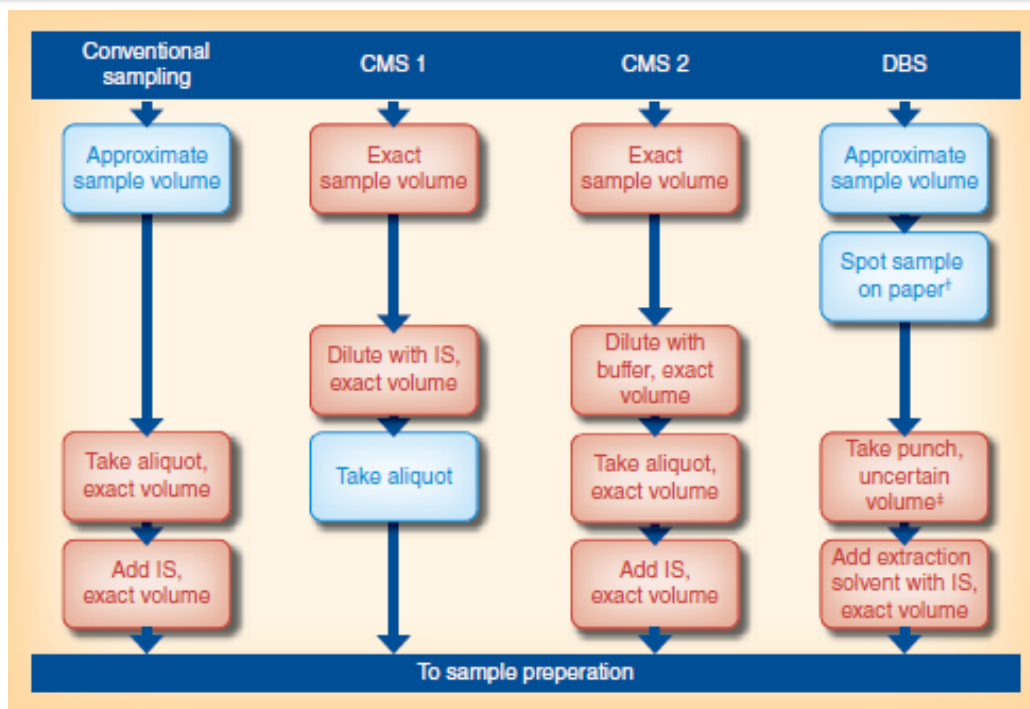 Conventional
sampling
CMS 1
CMS 2
DBS
Approximate
sample volume
Exact
sample volume
Exact
sample volume
Approximate
sample volume
Spot sample
on paper†
Dilute with IS,
exact volume
Dilute with
buffer, exact
volume
Take aliquot,
exact volume
Take aliquot
Take aliquot,
exact volume
Take punch,
uncertain
volume‡
Add IS,
exact volume
Add IS,
exact volume
Add extraction
solvent with IS,
exact volume
To sample preperation